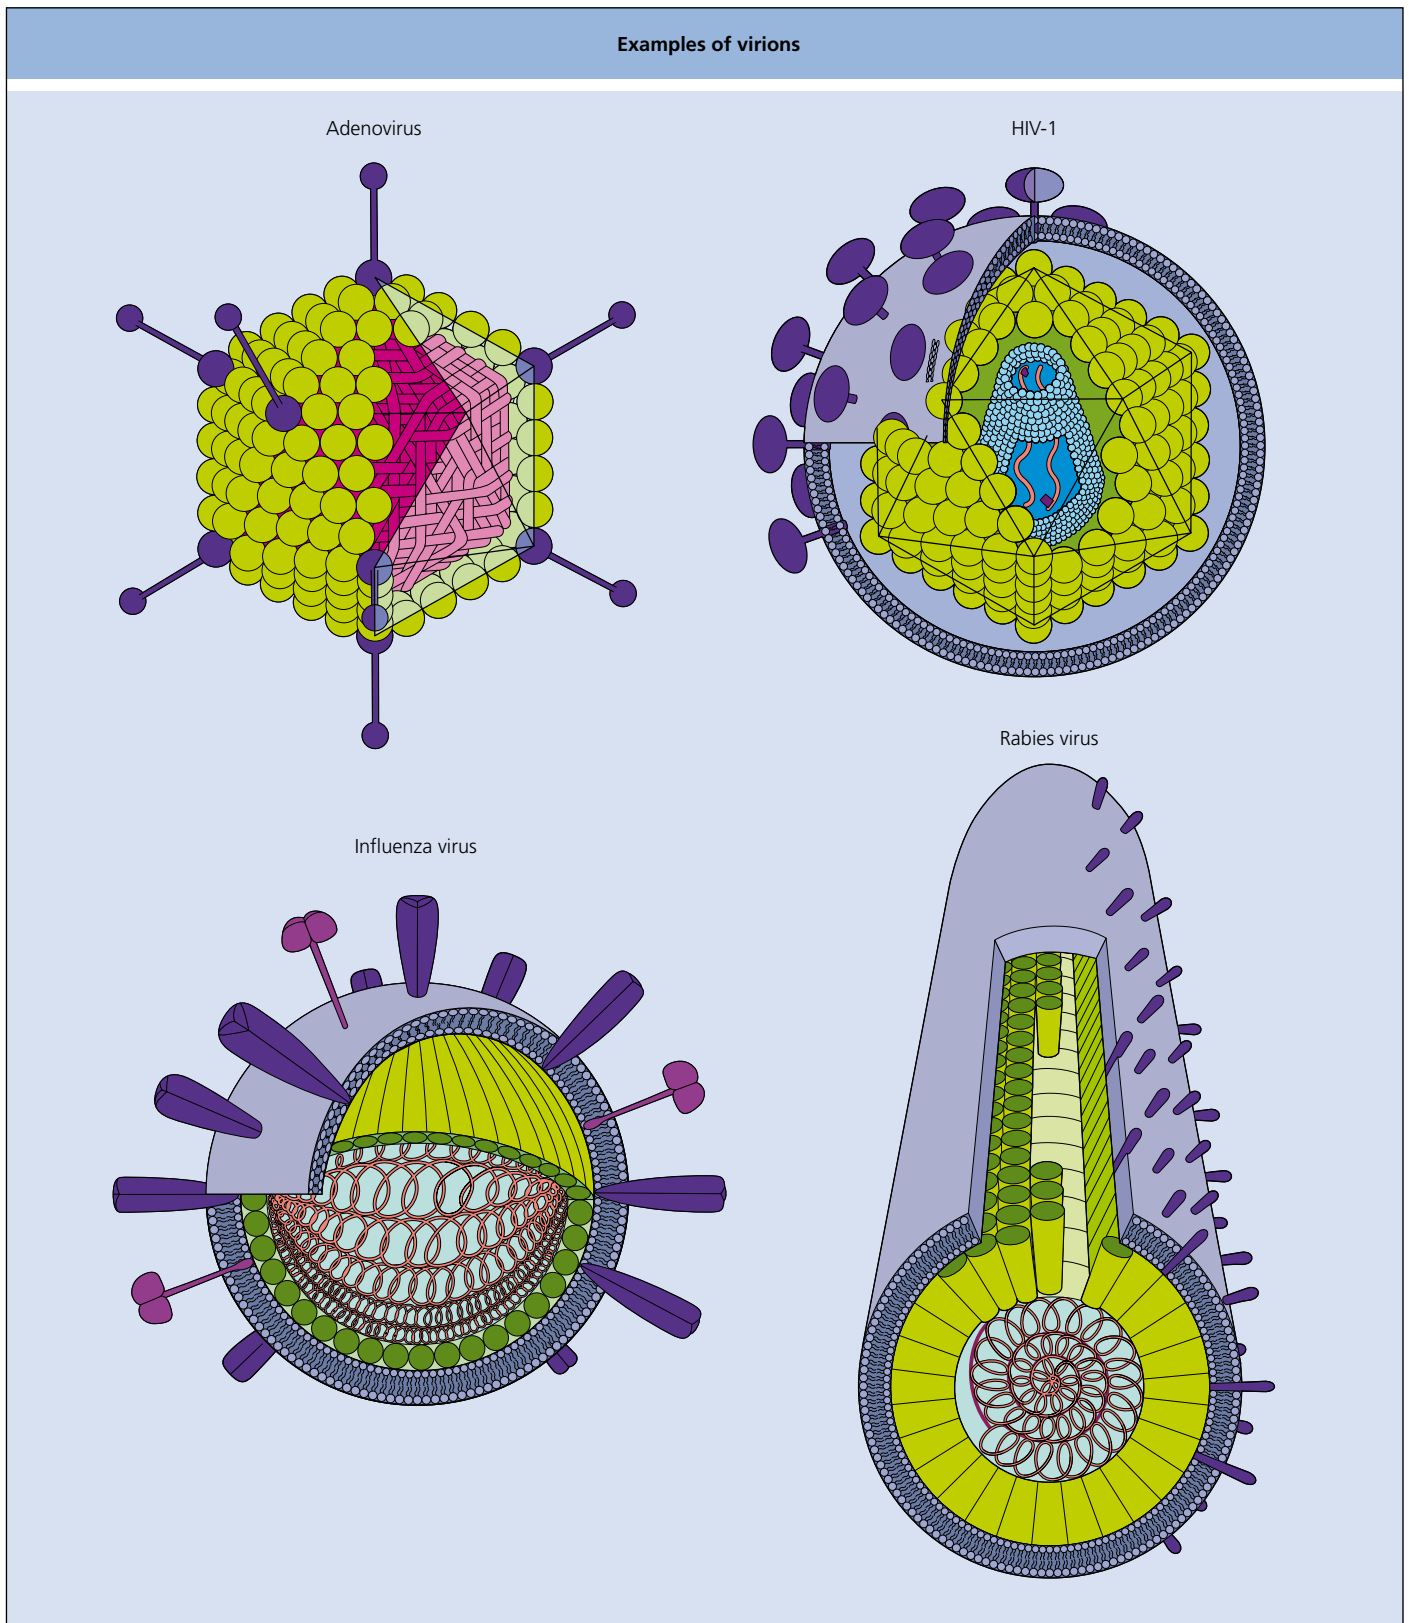 Examples of virions
Adenovirus
HIV-1
Influenza virus
Rabies virus